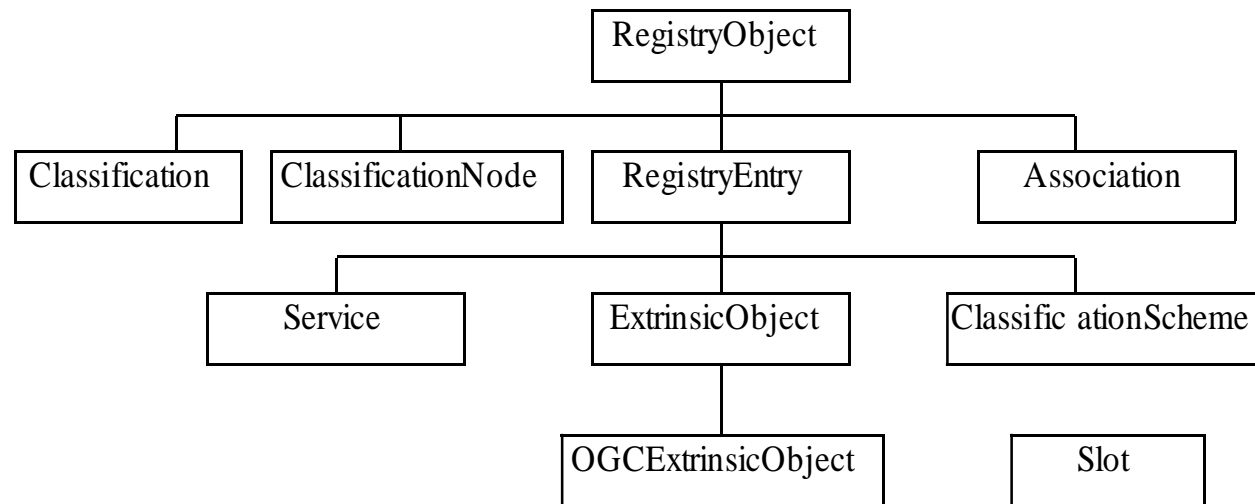 RegistryObject
Classification
ClassificationNode
RegistryEntry
Association
Service
ExtrinsicObject
Classific ationScheme
OGCExtrinsicObject
Slot